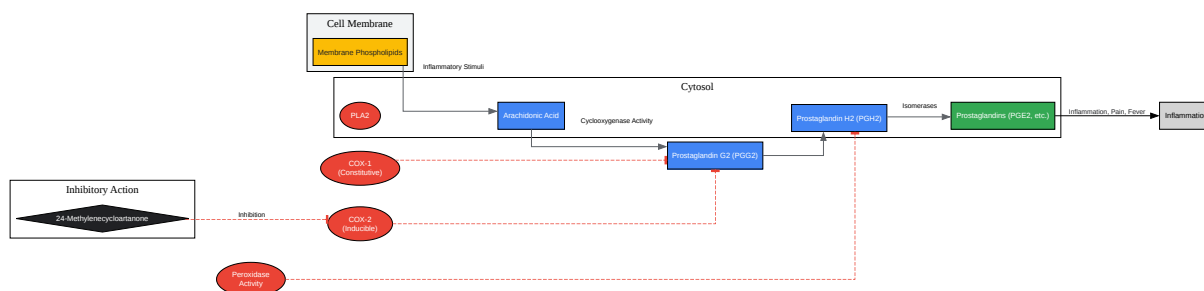 Cell Membrane
Membrane Phospholipids
Inflammatory Stimuli
Cytosol
PLA2
Arachidonic Acid
Cyclooxygenase Activity
Prostaglandin H2 (PGH2)
Isomerases
Prostaglandins (PGE2, etc.)
Inflammation, Pain, Fever
Inflammation
Prostaglandin G2 (PGG2)
COX-1
(Constitutive)
Inhibitory Action
24-Methylenecycloartanone
Inhibition
COX-2
(Inducible)
Peroxidase
Activity